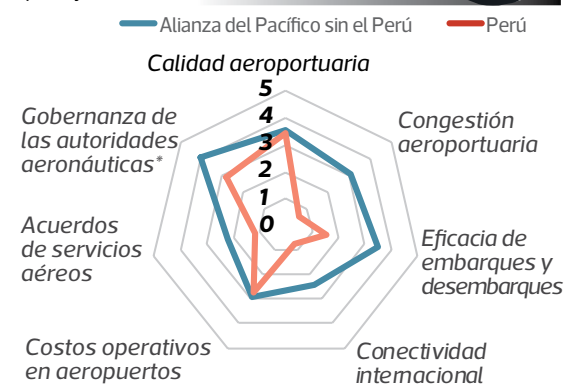 Alianza del Pacífico sin el Perú
Perú
Calidad aeroportuaria
5
4
3
2
1
0
Gobernanza de
las autoridades
aeronáuticas*
Congestión
aeroportuaria
Acuerdos
de servicios
aéreos
Eficacia de
embarques y
desembarques
Costos operativos
en aeropuertos
Conectividad
internacional